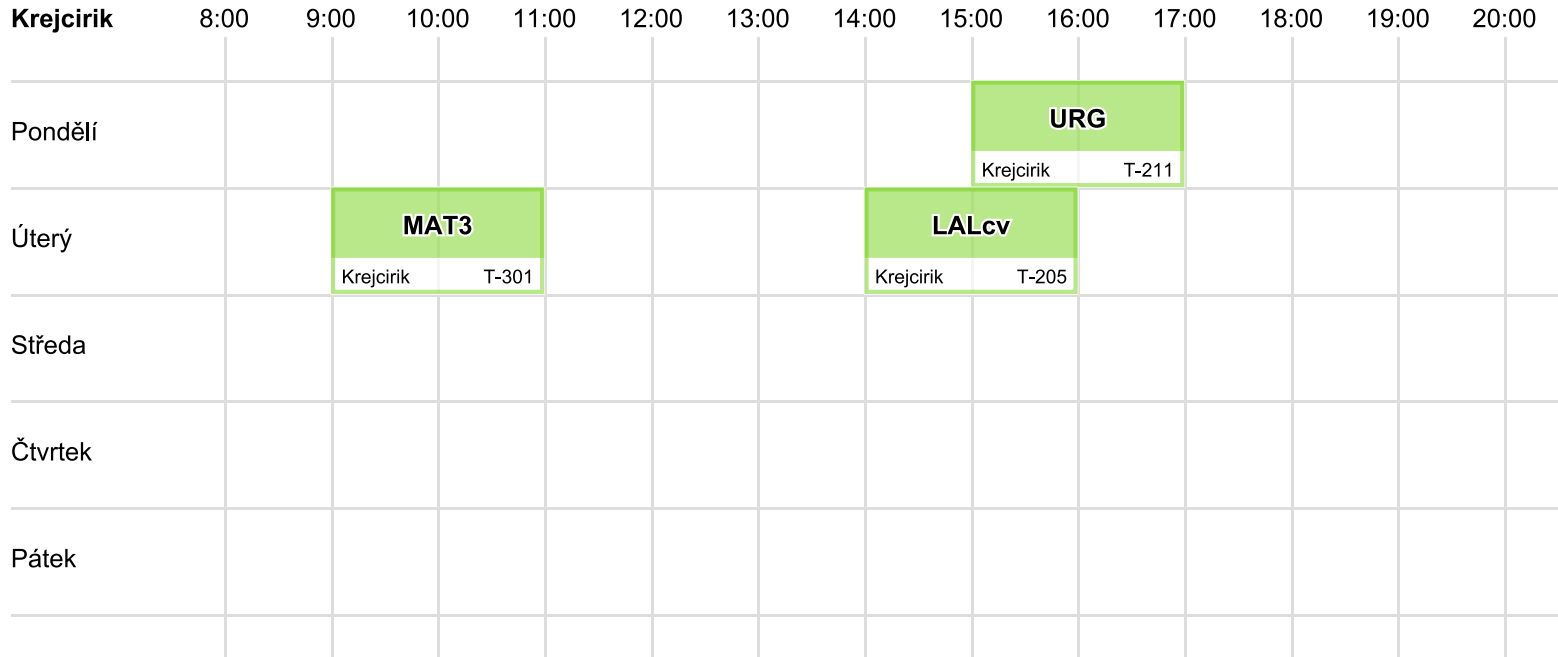 Krejcirik 8:00 9:00 10:00 11:00 12:00 13:00 14:00 15:00 16:00 17:00 18:00 19:00 20:00
Pondělí
URG
Krejcirik T-211
Úterý
MAT3
Krejcirik T-301
LALcv
Krejcirik T-205
Středa
Čtvrtek
Pátek